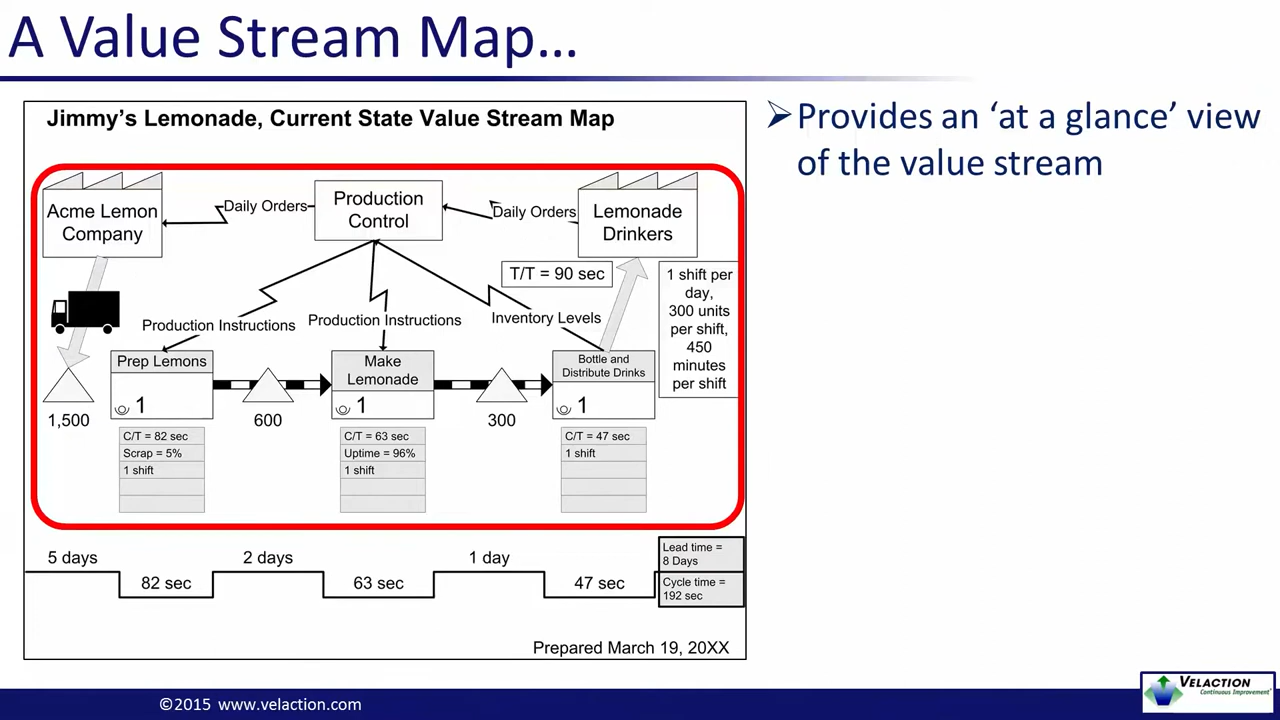 A Value Stream Map…
Jimmy's Lemonade, Current State Value Stream Map
➢Provides an 'at a glance' view
of the value stream
Acme Lemon
Company
Daily Orders
Production
Control
Daily Orders
Lemonade
Drinkers
T/T = 90 sec
1 shift per
day,
300 units
per shift,
450
minutes
per shift
Production Instructions
Production Instructions
Inventory Levels
1,500
Prep Lemons
1
C/T = 82 sec
Scrap = 5%
1 shift
600
Make
Lemonade
1
C/T = 63 sec
Uptime = 96%
1 shift
300
Bottle and
Distribute Drinks
1
C/T = 47 sec
1 shift
5 days
82 sec
2 days
63 sec
1 day
47 sec
Lead time =
8 Days
Cycle time =
192 sec
Prepared March 19, 20XX
©2015 www.velaction.com
VELACTION
Continuous Improvement